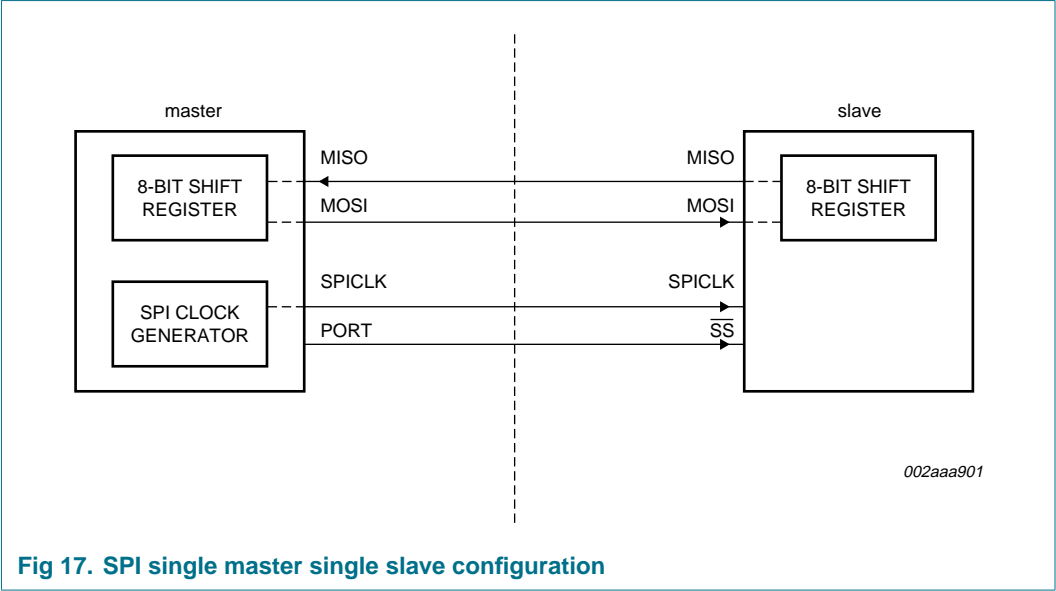 master
slave
MISO
MISO
8-BIT SHIFT
REGISTER
8-BIT SHIFT
REGISTER
MOSI
MOSI
SPICLK
SPICLK
SPI CLOCK
GENERATOR
PORT
S̅S̅
002aaa901
Fig 17. SPI single master single slave configuration